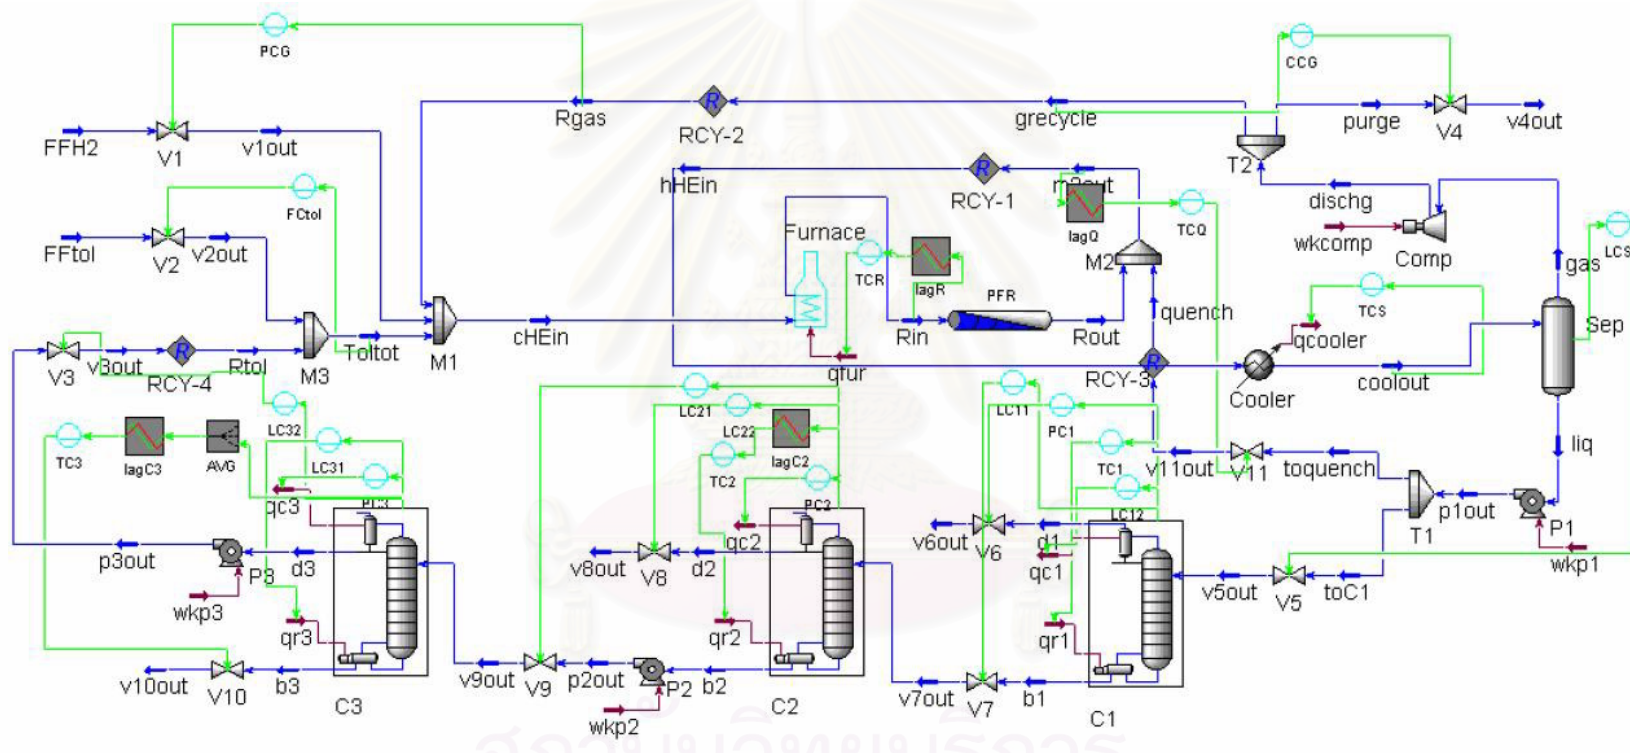 PCG
CCG
Rgas
RCY-2
grecycle
purge
V4
v4out
FFH2
V1
v1out
T2
hHEin
RCY-1
m2out
dischg
LCS
FCtol
lagQ
TCQ
wkcomp
Comp
gas
FFtol
V2
v2out
Furnace
TCR
lagR
PFR
M2
TCS
Sep
Rin
Rout
quench
qcooler
cHEin
V3
v3out
RCY-4
Rtol
M3
Toltot
M1
qfur
RCY-3
Cooler
coolout
LC21
LC22
LC11
PC1
liq
TC3
lagC3
AVG
LC32
LC31
TC2
lagC2
TC1
v11out
V11
toquench
qc3
PC3
PC2
LC12
T1
p1out
P1
p3out
P3
d3
v8out
V8
d2
qc2
v6out
V6
d1
qc1
wkp1
wkp3
v5out
V5
toC1
qr3
qr2
qr1
v10out
V10
b3
v9out
V9
p2out
P2
b2
v7out
V7
b1
C3
C2
C1
wkp2